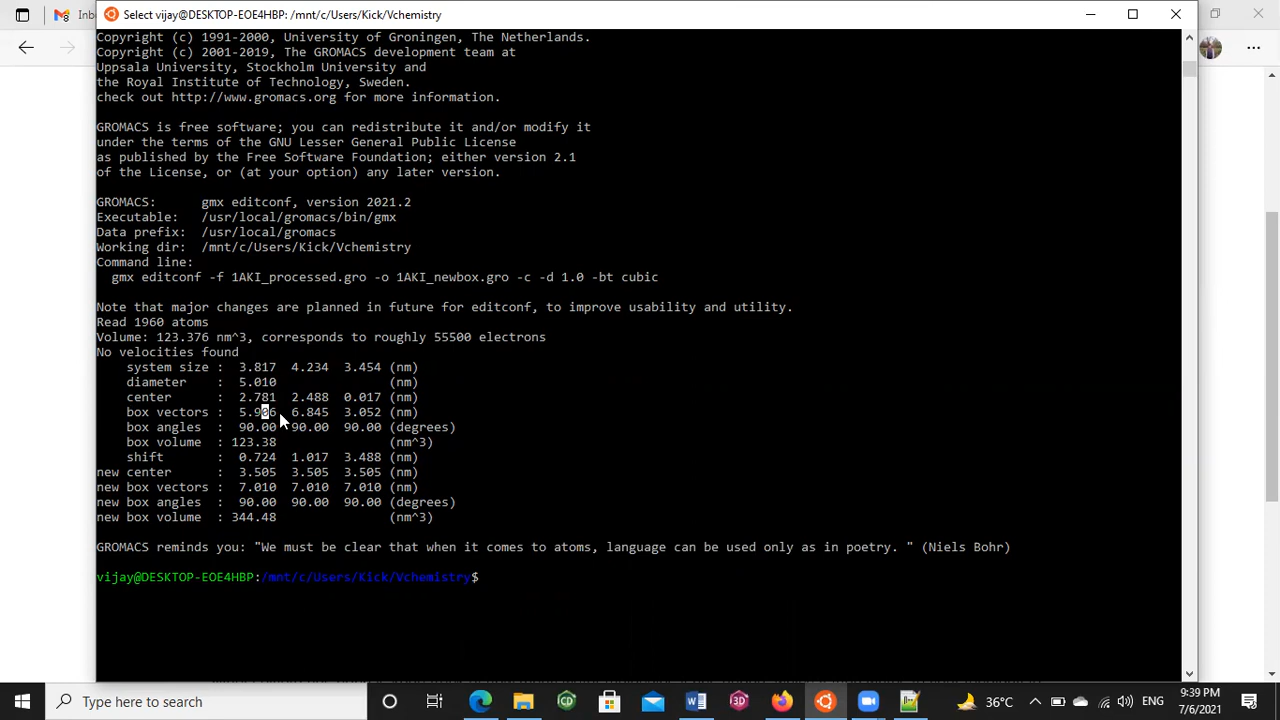 Inb
Select vijay@DESKTOP-EOE4HBP: /mnt/c/Users/Kick/Vchemistry
Copyright (c) 1991-2000, University of Groningen, The Netherlands.
Copyright (c) 2001-2019, The GROMACS development team at
Uppsala University, Stockholm University and
the Royal Institute of Technology, Sweden.
check out http://www.gromacs.org for more information.
GROMACS is free software; you can redistribute it and/or modify it
under the terms of the GNU Lesser General Public License
as published by the Free Software Foundation; either version 2.1
of the License, or (at your option) any later version.
GROMACS:      gmx editconf, version 2021.2
Executable:   /usr/local/gromacs/bin/gmx
Data prefix:  /usr/local/gromacs
Working dir:  /mnt/c/Users/Kick/Vchemistry
Command line:
  gmx editconf -f 1AKI_processed.gro -o 1AKI_newbox.gro -c -d 1.0 -bt cubic
Note that major changes are planned in future for editconf, to improve usability and utility.
Read 1960 atoms
Volume: 123.376 nm^3, corresponds to roughly 55500 electrons
No velocities found
    system size :  3.817  4.234  3.454 (nm)
    diameter    :  5.010               (nm)
    center      :  2.781  2.488  0.017 (nm)
    box vectors :  5.906  6.845  3.052 (nm)
    box angles  :  90.00  90.00  90.00 (degrees)
    box volume  : 123.38               (nm^3)
    shift       :  0.724  1.017  3.488 (nm)
new center      :  3.505  3.505  3.505 (nm)
new box vectors :  7.010  7.010  7.010 (nm)
new box angles  :  90.00  90.00  90.00 (degrees)
new box volume  : 344.48               (nm^3)
GROMACS reminds you: "We must be clear that when it comes to atoms, language can be used only as in poetry. " (Niels Bohr)
vijay@DESKTOP-EOE4HBP:/mnt/c/Users/Kick/Vchemistry$
Type here to search
36°C
ENG
9:39 PM
7/6/2021